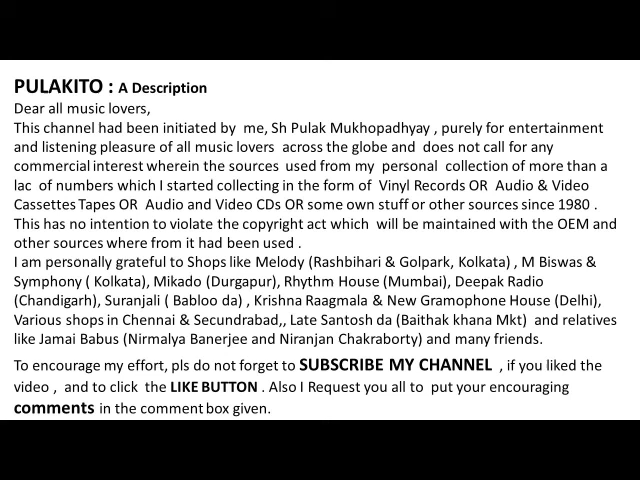 PULAKITO : A Description
Dear all music lovers,
This channel had been initiated by me, Sh Pulak Mukhopadhyay , purely for entertainment
and listening pleasure of all music lovers across the globe and does not call for any
commercial interest wherein the sources used from my personal collection of more than a
lac of numbers which I started collecting in the form of Vinyl Records OR Audio & Video
Cassettes Tapes OR Audio and Video CDs OR some own stuff or other sources since 1980 .
This has no intention to violate the copyright act which will be maintained with the OEM and
other sources where from it had been used .
I am personally grateful to Shops like Melody (Rashbihari & Golpark, Kolkata) , M Biswas &
Symphony ( Kolkata), Mikado (Durgapur), Rhythm House (Mumbai), Deepak Radio
(Chandigarh), Suranjali ( Babloo da) , Krishna Raagmala & New Gramophone House (Delhi),
Various shops in Chennai & Secundrabad,, Late Santosh da (Baithak khana Mkt) and relatives
like Jamai Babus (Nirmalya Banerjee and Niranjan Chakraborty) and many friends.
To encourage my effort, pls do not forget to SUBSCRIBE MY CHANNEL , if you liked the
video , and to click the LIKE BUTTON . Also I Request you all to put your encouraging
comments in the comment box given.